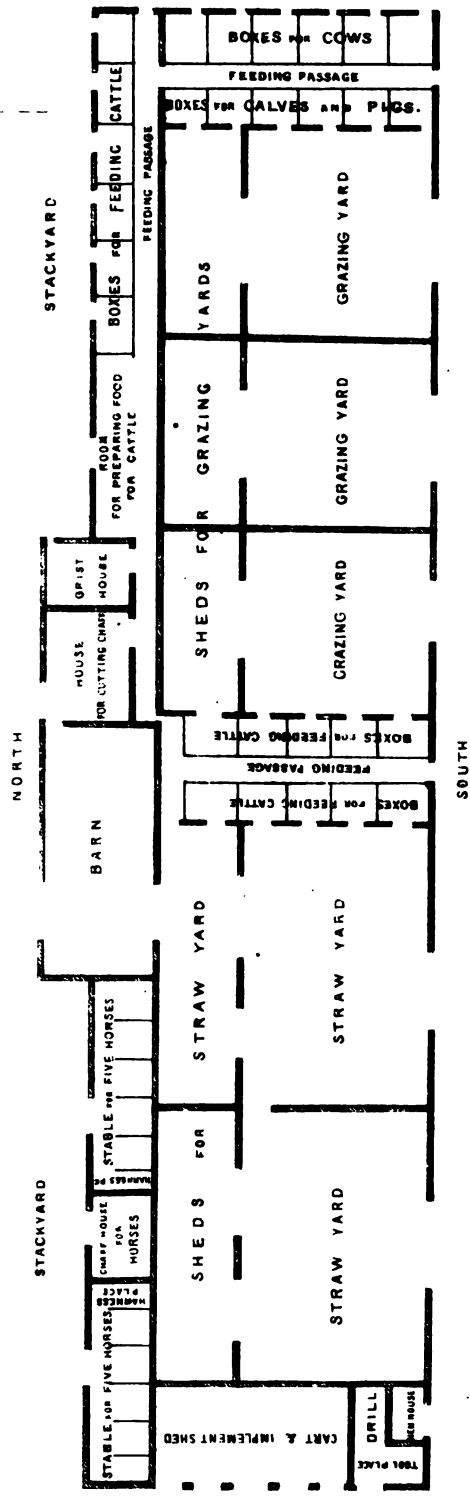 NORTH
STACKYARD
STACKYARD
STABLE FOR FIVE HORSES
HARNESS
PLACE
CHAFF HOUSE
FOR
HORSES
HARNESS PE
STABLE FOR FIVE HORSES
BARN
HOUSE
FOR CUTTING CHAFF
GRIST
HOUSE
ROOM
FOR PREPARING FOOD
FOR CATTLE
BOXES FOR FEEDING CATTLE
FEEDING PASSAGE
CART & IMPLEMENT SHED
SHEDS FOR STRAW YARD
BOXES FOR FEEDING CATTLE
FEEDING PASSAGE
BOXES FOR FEEDING CATTLE
SHEDS FOR GRAZING YARDS
BOXES FOR CALVES AND PIGS.
FEEDING PASSAGE
BOXES FOR COWS
DRILL
TOOL PLACE
HEN HOUSE
STRAW YARD
STRAW YARD
GRAZING YARD
GRAZING YARD
GRAZING YARD
SOUTH